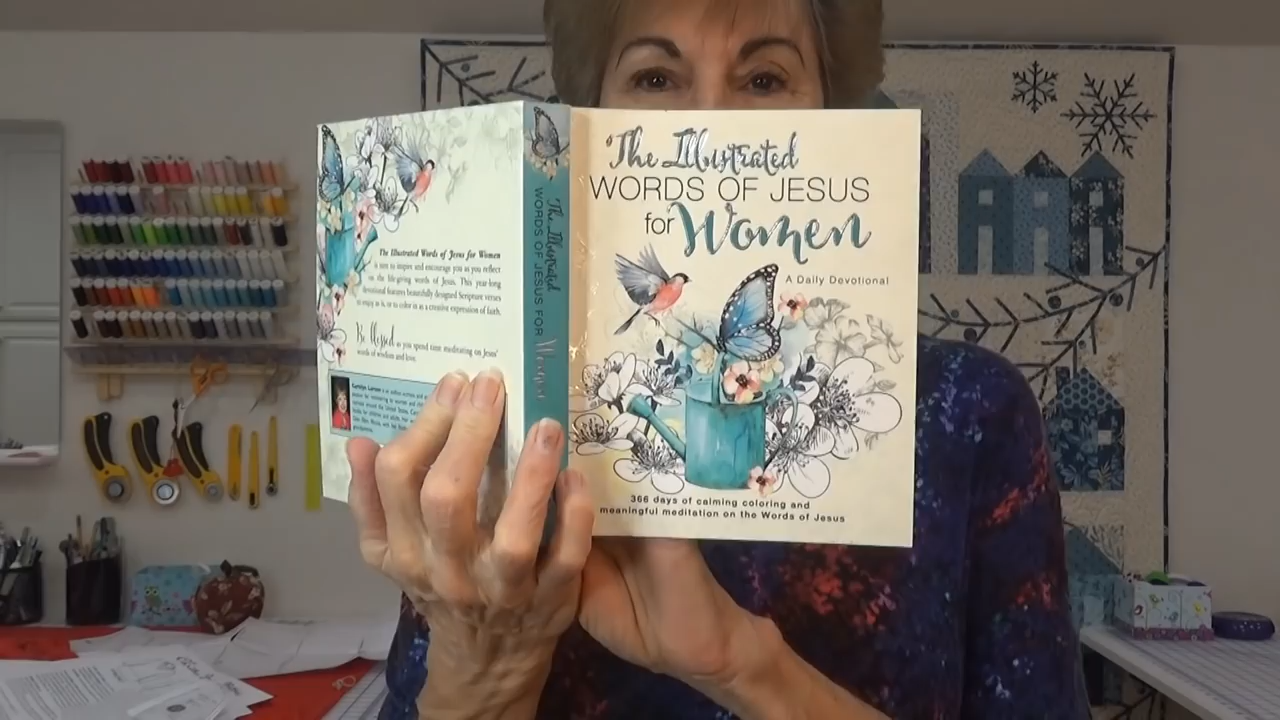 The Illustrated
WORDS OF JESUS
for Women
A Daily Devotional
366 days of calming coloring and
meaningful meditation on the Words of Jesus
The Illustrated
WORDS OF JESUS FOR Women
The Illustrated Words of Jesus for Women
is sure to inspire and encourage you as you reflect
on the life-giving words of Jesus. This year-long
devotional features beautifully designed Scripture verses
to enjoy as is, or to color in as a creative expression of faith.
Be blessed as you spend time meditating on Jesus'
words of wisdom and love.
Carolyn Larsen is